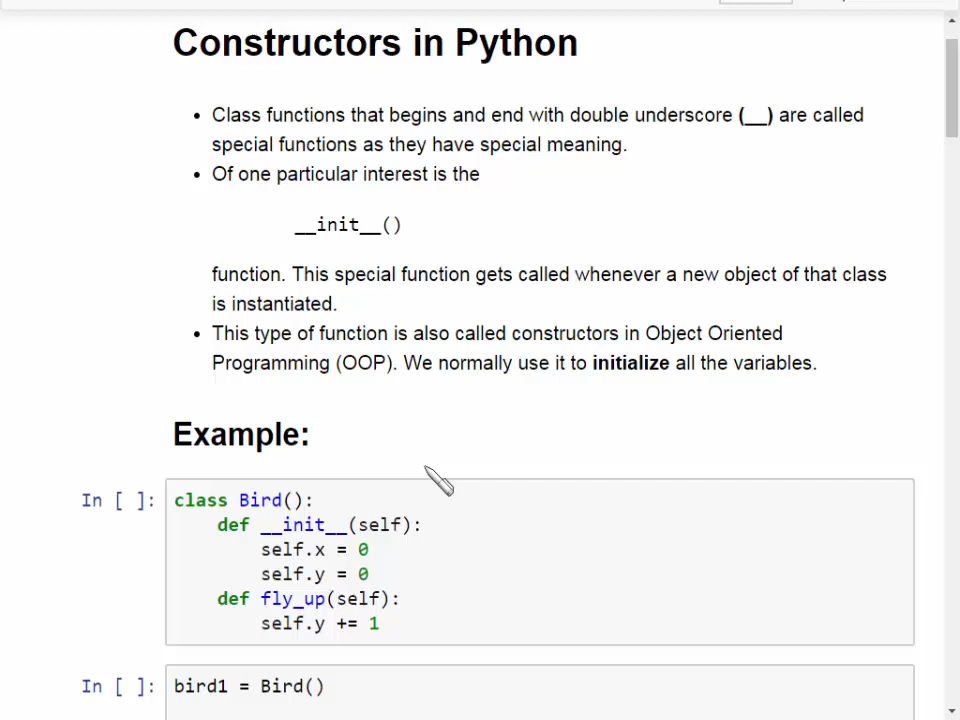 Constructors in Python
• Class functions that begins and end with double underscore (__) are called
special functions as they have special meaning.
• Of one particular interest is the
__init__()
function. This special function gets called whenever a new object of that class
is instantiated.
• This type of function is also called constructors in Object Oriented
Programming (OOP). We normally use it to initialize all the variables.
Example:
In [ ]: class Bird():
    def __init__(self):
        self.x = 0
        self.y = 0
    def fly_up(self):
        self.y += 1
In [ ]: bird1 = Bird()